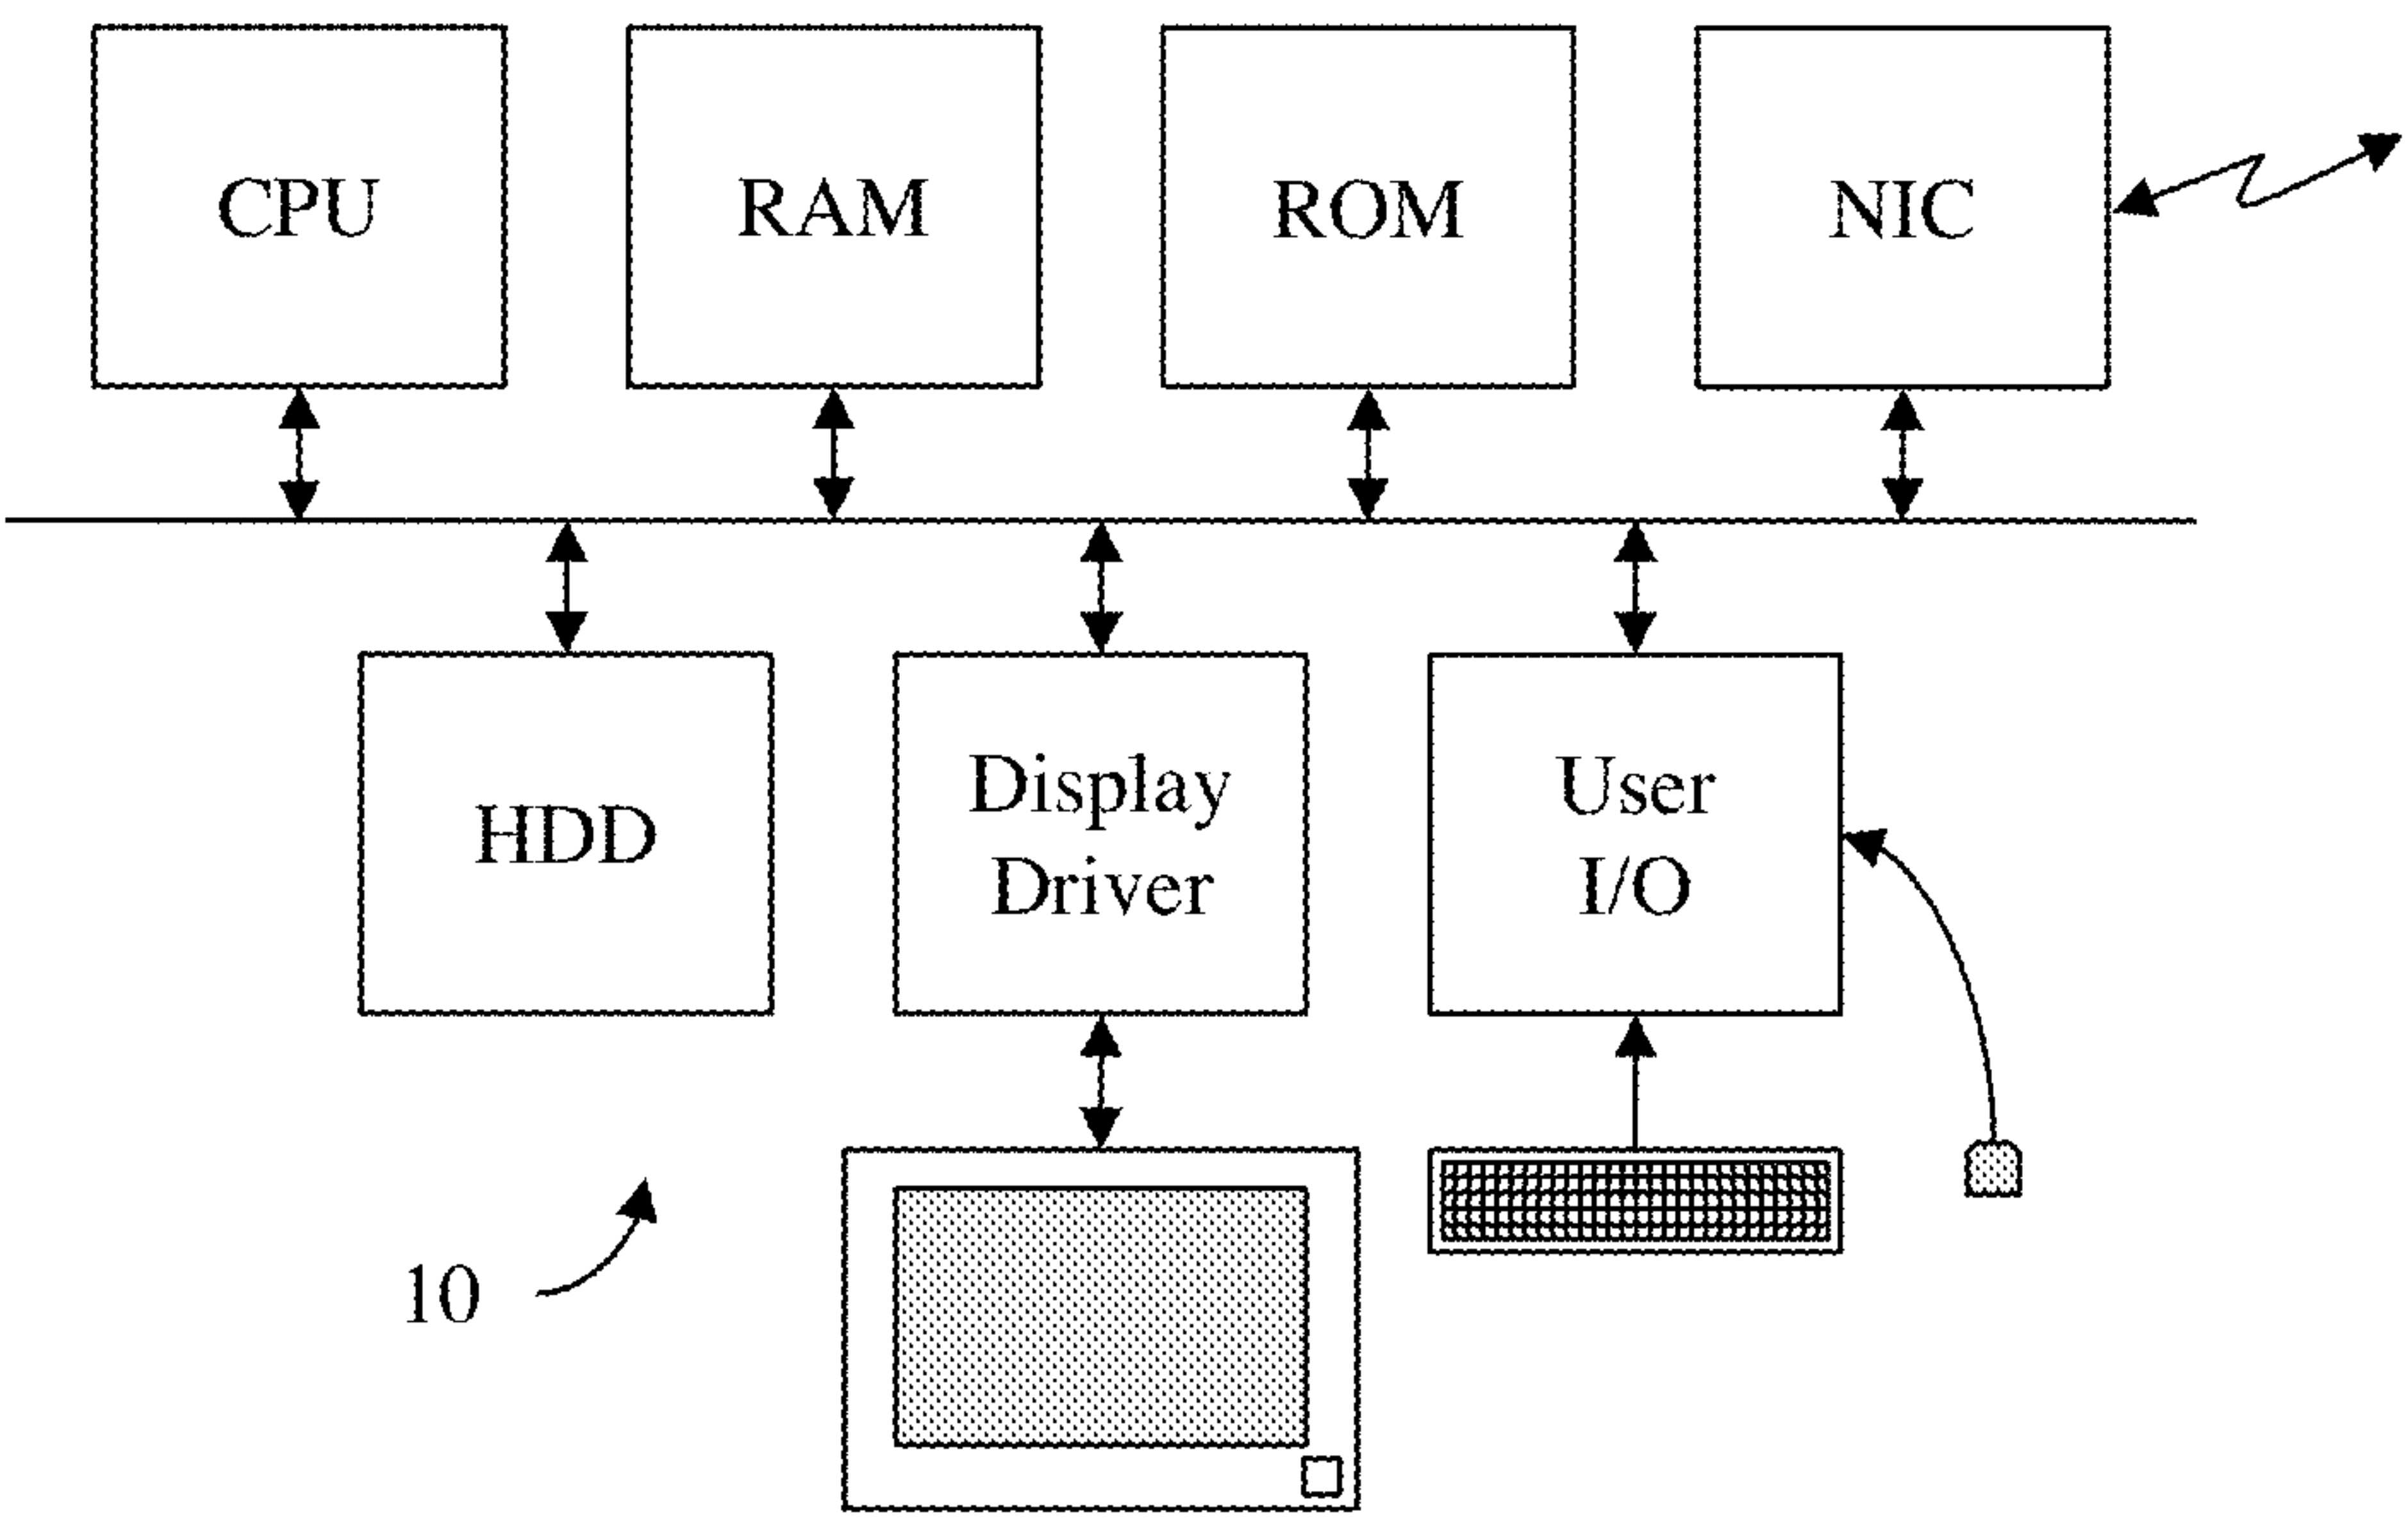 CPU
RAM
ROM
NIC
HDD
Display
Driver
User
I/O
10